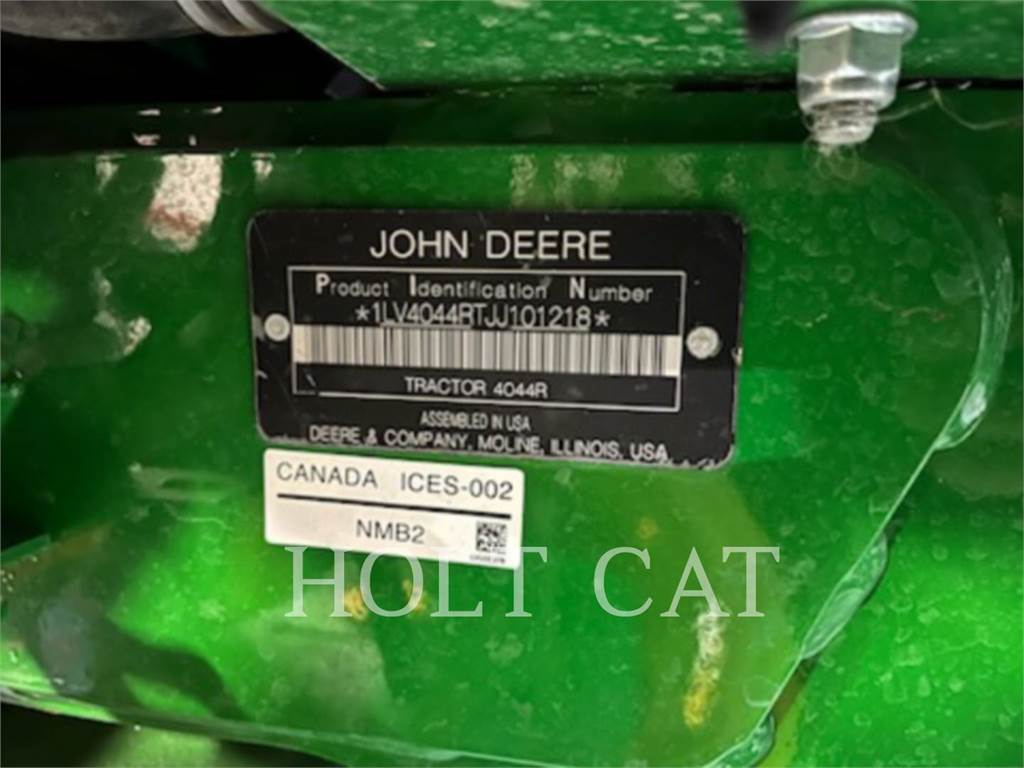 JOHN DEERE
Product Identification Number
*1LV4044RTJJ101218*
TRACTOR 4044R
ASSEMBLED IN USA
DEERE & COMPANY, MOLINE, ILLINOIS, USA
CANADA ICES-002
NMB2
HOLT CAT